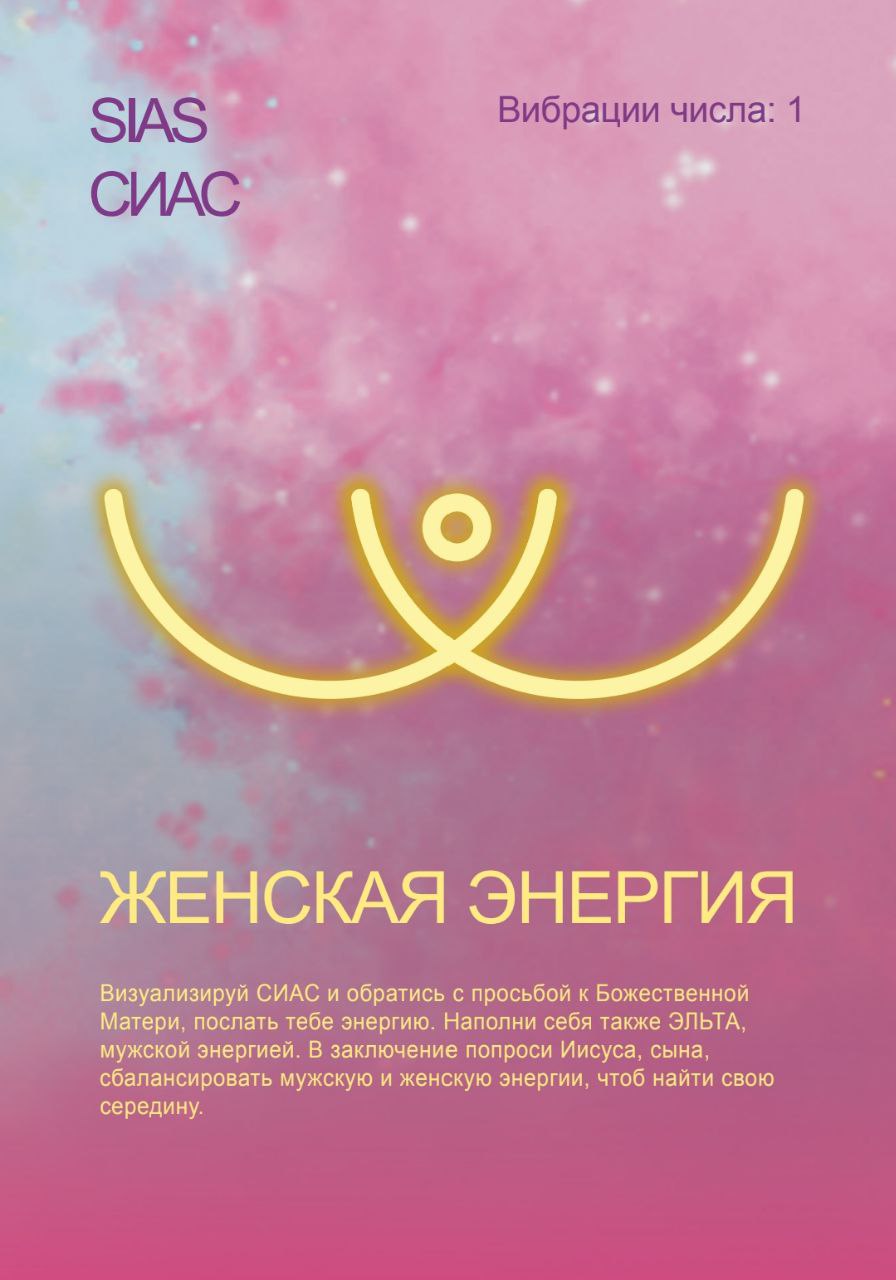 SIAS
СИАС
Вибрации числа: 1
ЖЕНСКАЯ ЭНЕРГИЯ
Визуализируй СИАС и обратись с просьбой к Божественной
Матери, послать тебе энергию. Наполни себя также ЭЛЬТА,
мужской энергией. В заключение попроси Иисуса, сына,
сбалансировать мужскую и женскую энергии, чтоб найти свою
середину.